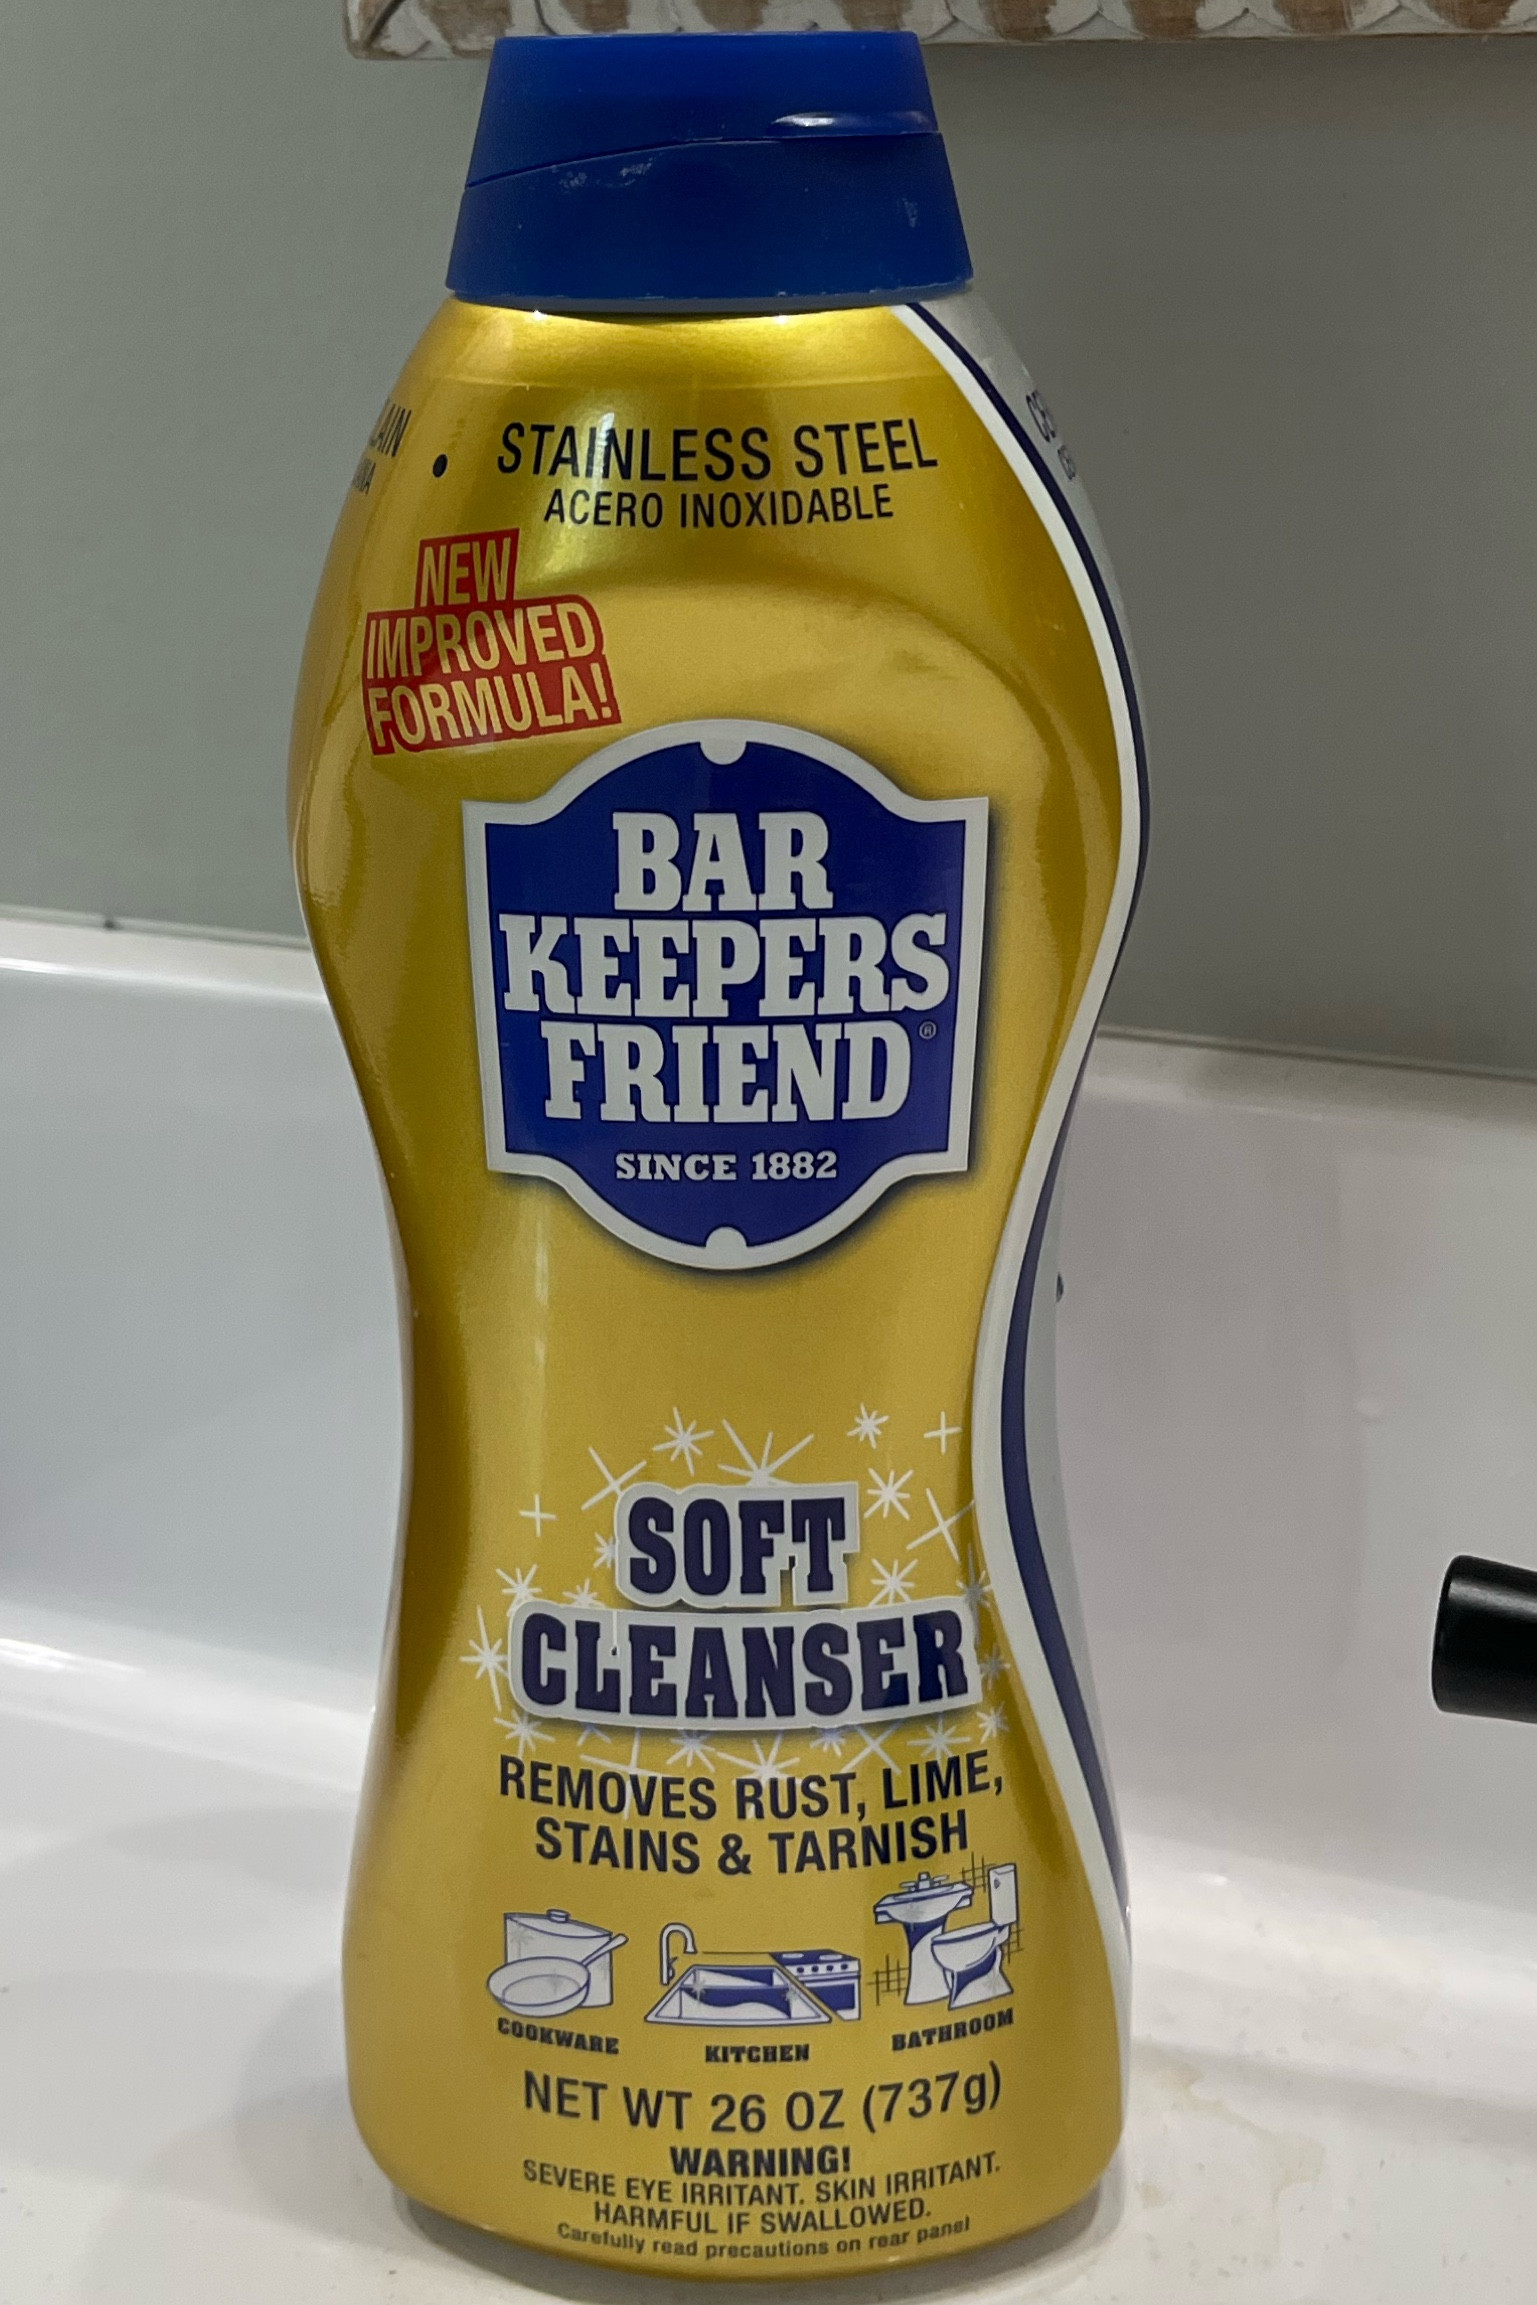 STAINLESS STEEL
ACERO INOXIDABLE
NEW
IMPROVED
FORMULA!
BAR
KEEPERS
FRIEND®
SINCE 1882
SOFT
CLEANSER
REMOVES RUST, LIME,
STAINS & TARNISH
COOKWARE
KITCHEN
BATHROOM
NET WT 26 OZ (737g)
WARNING!
SEVERE EYE IRRITANT. SKIN IRRITANT.
HARMFUL IF SWALLOWED.
Carefully read precautions on rear panel